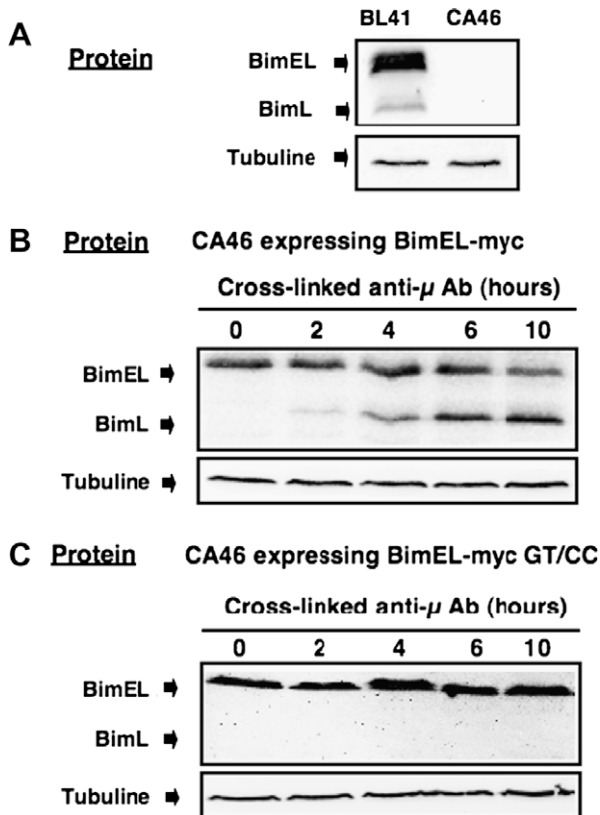 A
Protein
BL41 CA46
BimEL
BimL
Tubuline
B
Protein CA46 expressing BimEL-myc
Cross-linked anti-μ Ab (hours)
0 2 4 6 10
BimEL
BimL
Tubuline
C
Protein CA46 expressing BimEL-myc GT/CC
Cross-linked anti-μ Ab (hours)
0 2 4 6 10
BimEL
BimL
Tubuline